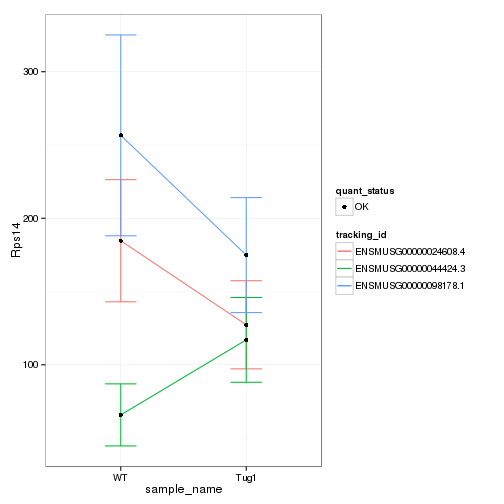 Rps14
300
200
100
WT
Tug1
sample_name
quant_status
OK
tracking_id
ENSMUSG00000024608.4
ENSMUSG00000044424.3
ENSMUSG00000098178.1